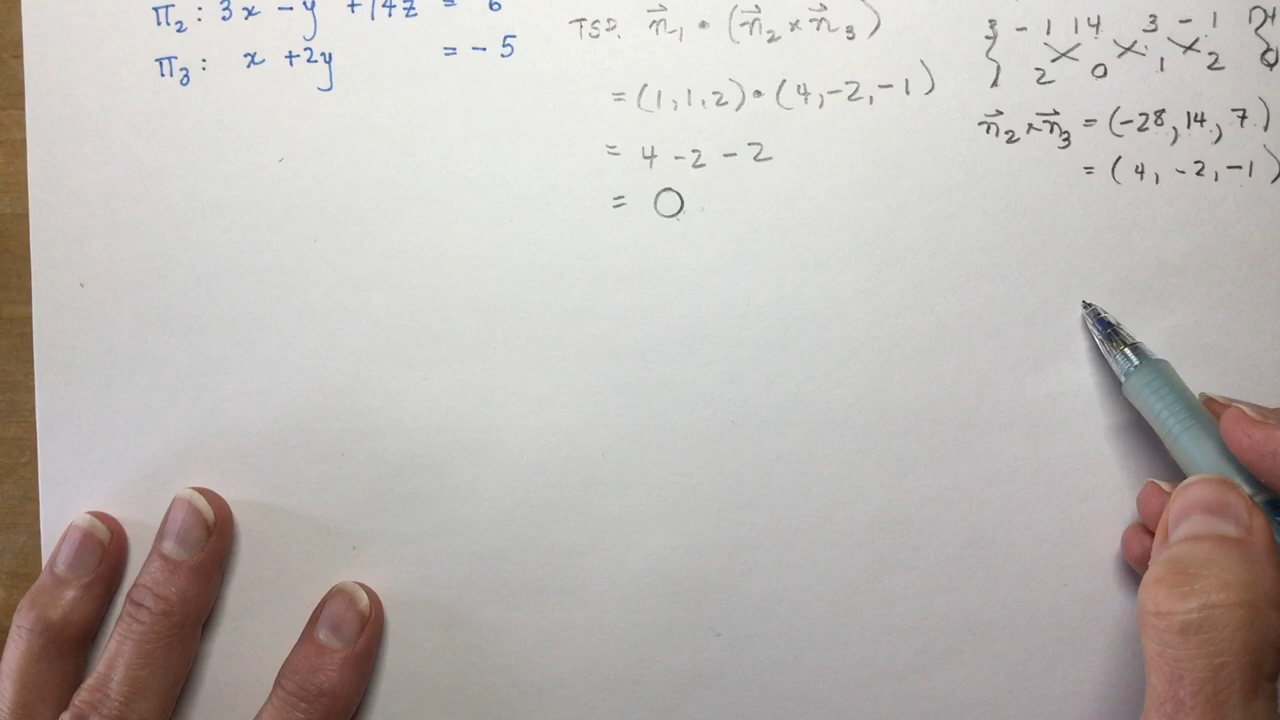 π₂: 3x - y + 14z = 6
π₃: x + 2y = - 5
TSP. n⃗₁ • (n⃗₂ × n⃗₃)
= (1, 1, 2) • (4, -2, -1)
= 4 - 2 - 2
= 0
3 - 1 14 3 - 1
2 0 1 2
n⃗₂ × n⃗₃ = (-28, 14, 7)
= (4, -2, -1)